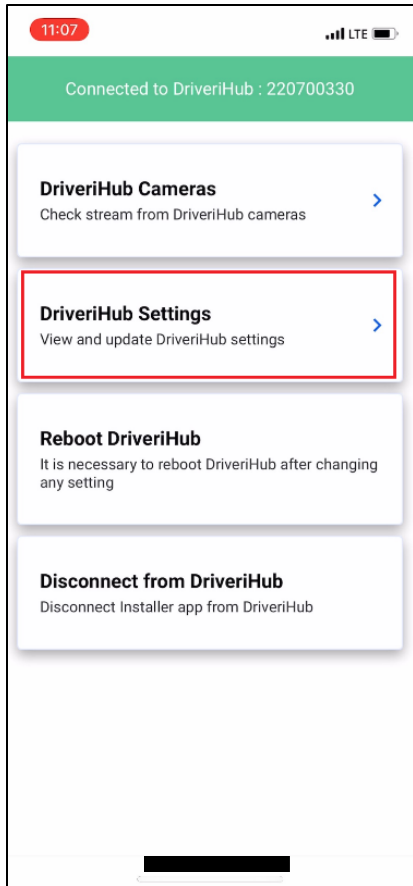 11:07
LTE
Connected to DriveriHub : 220700330
DriveriHub Cameras
Check stream from DriveriHub cameras
DriveriHub Settings
View and update DriveriHub settings
Reboot DriveriHub
It is necessary to reboot DriveriHub after changing
any setting
Disconnect from DriveriHub
Disconnect Installer app from DriveriHub